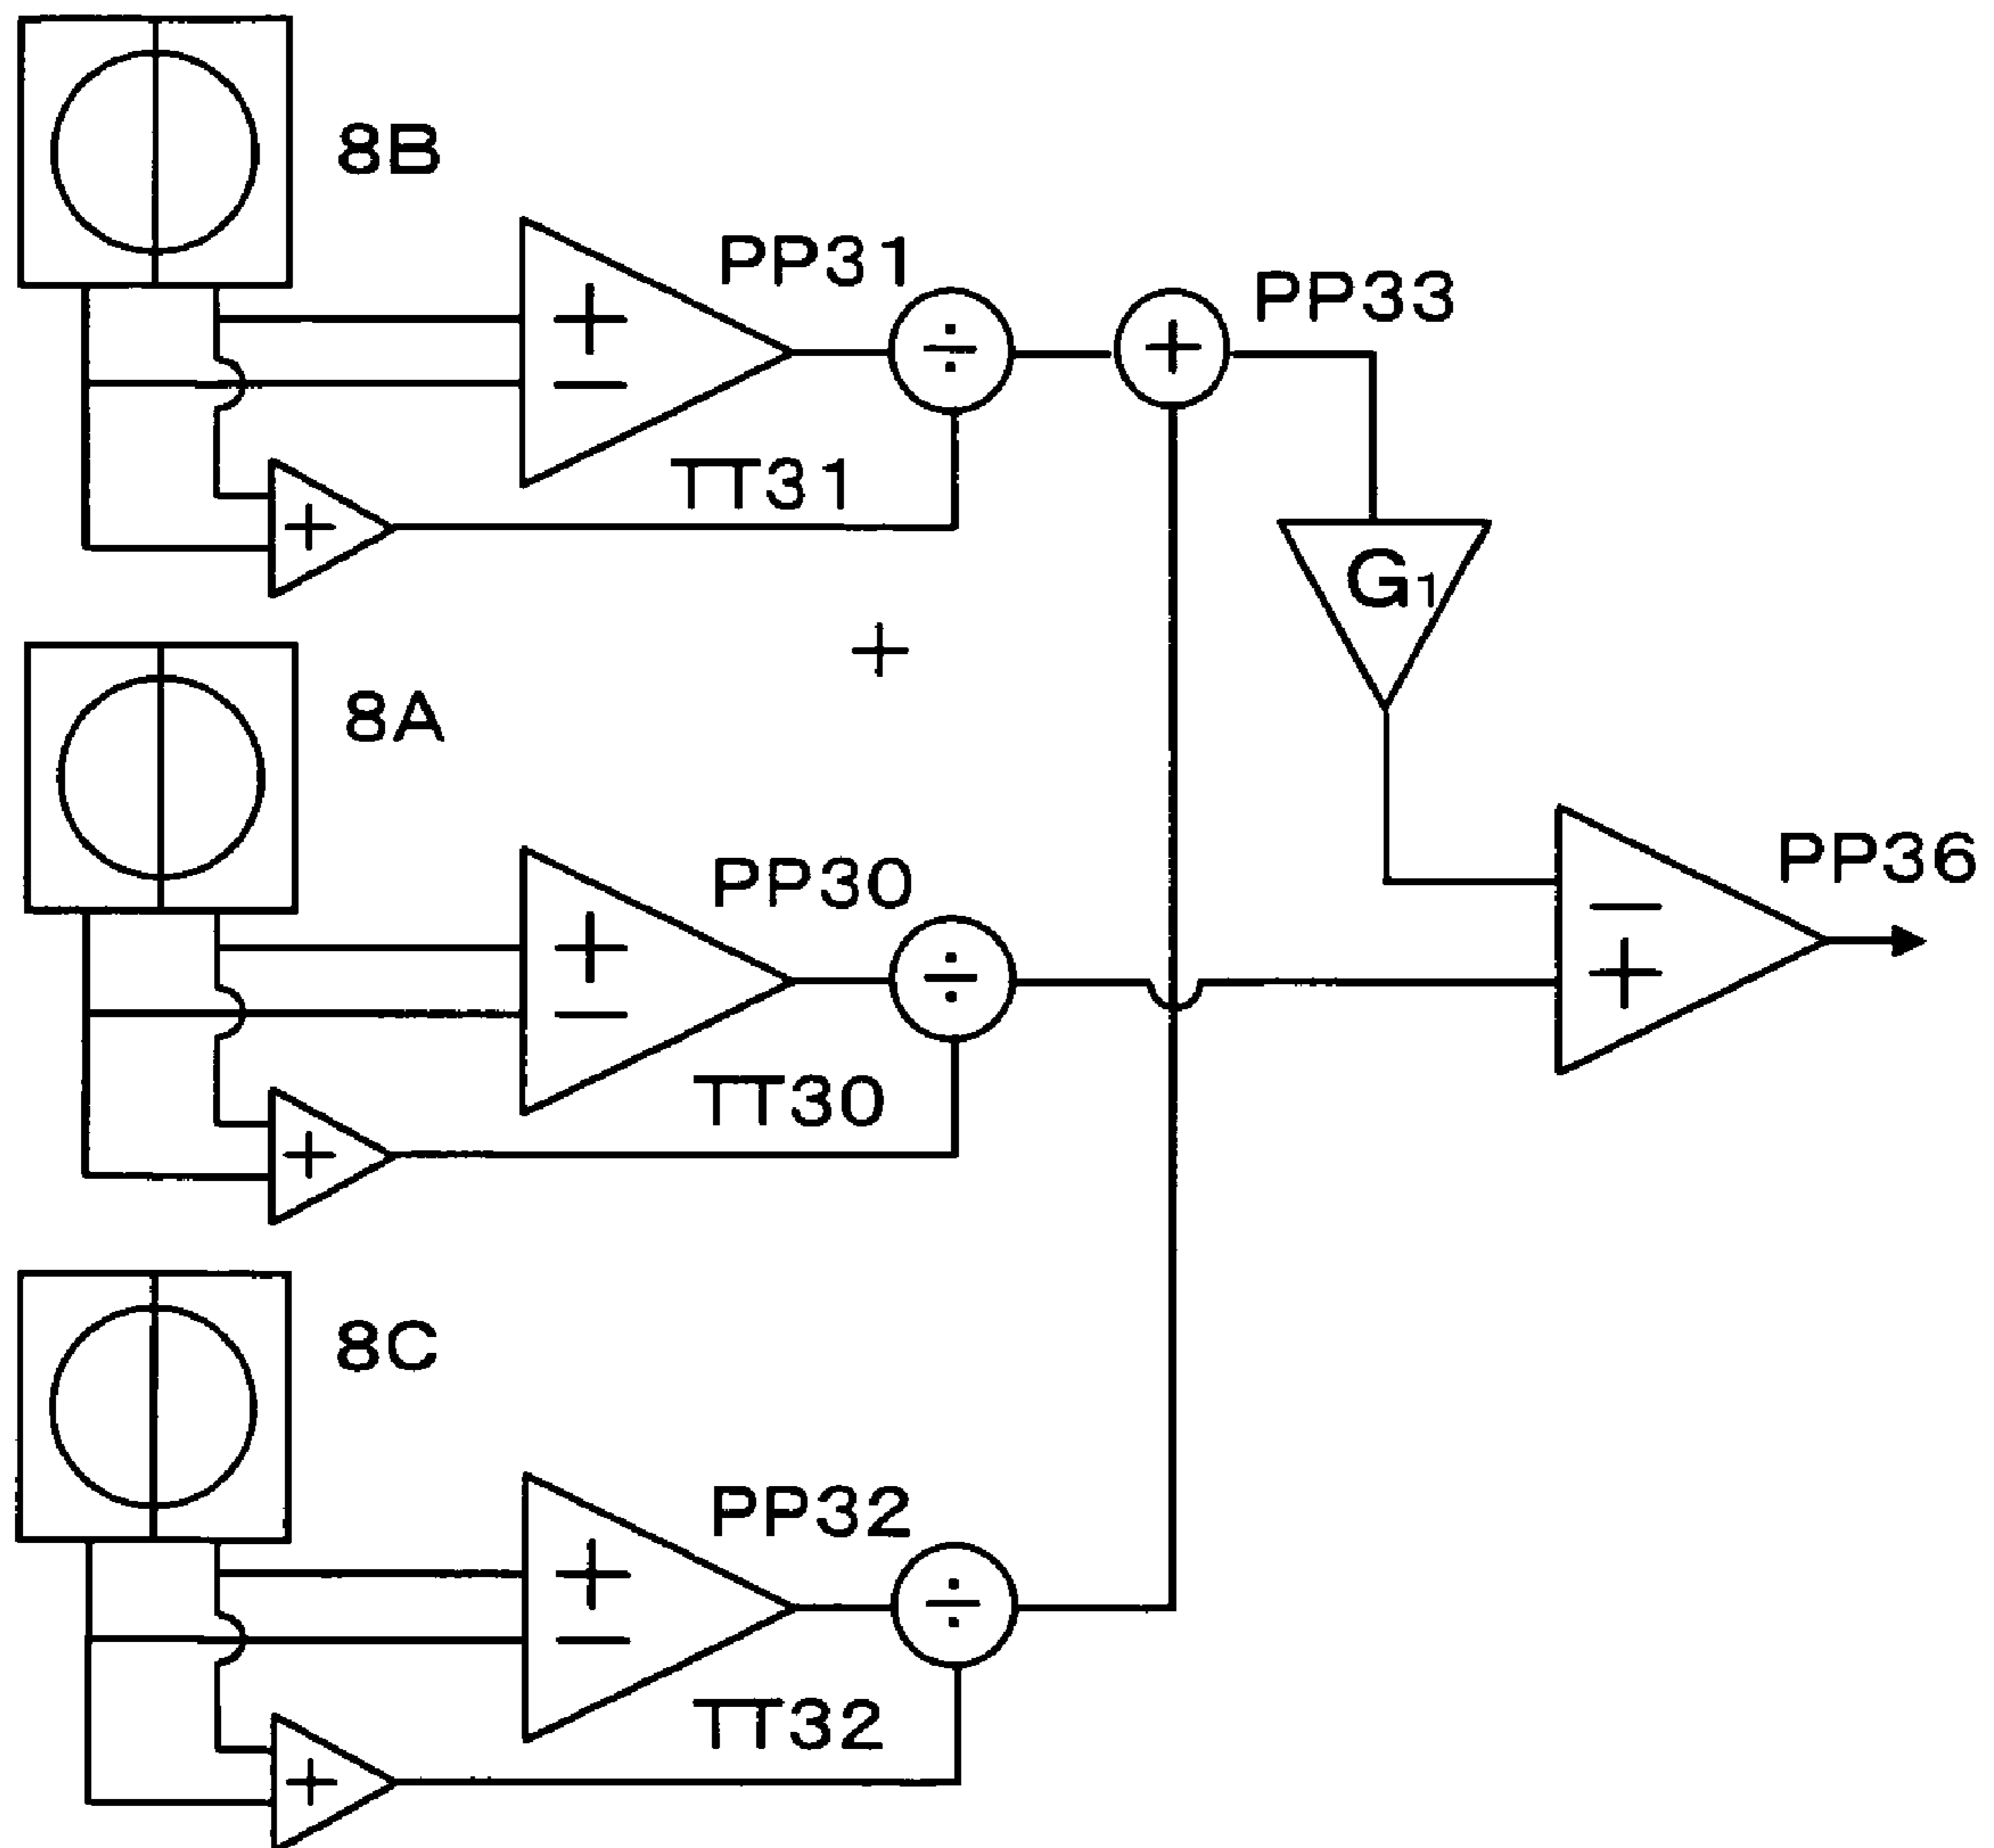 8B
PP31
PP33
+
−
÷
+
TT31
+
G1
+
8A
PP30
PP36
+
−
÷
−
+
TT30
+
8C
PP32
+
−
÷
TT32
+